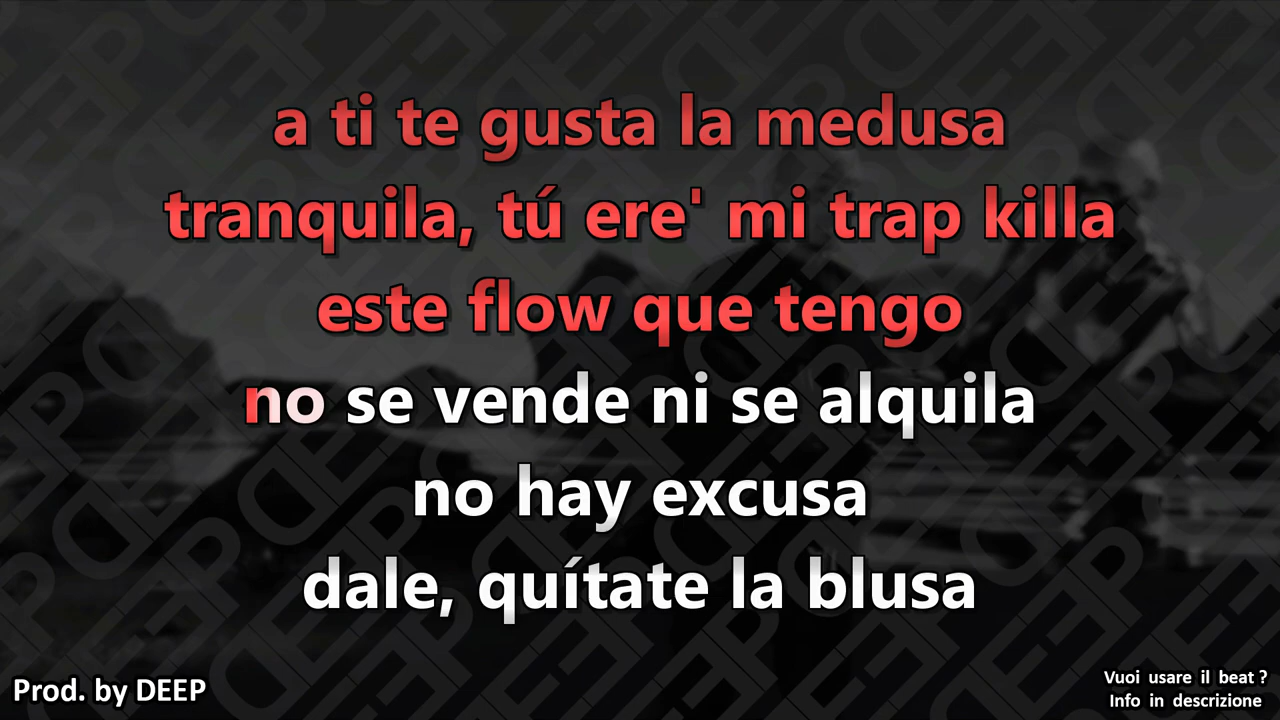 a ti te gusta la medusa
tranquila, tú ere' mi trap killa
este flow que tengo
no se vende ni se alquila
no hay excusa
dale, quítate la blusa
Prod. by DEEP
Vuoi usare il beat ?
Info in descrizione